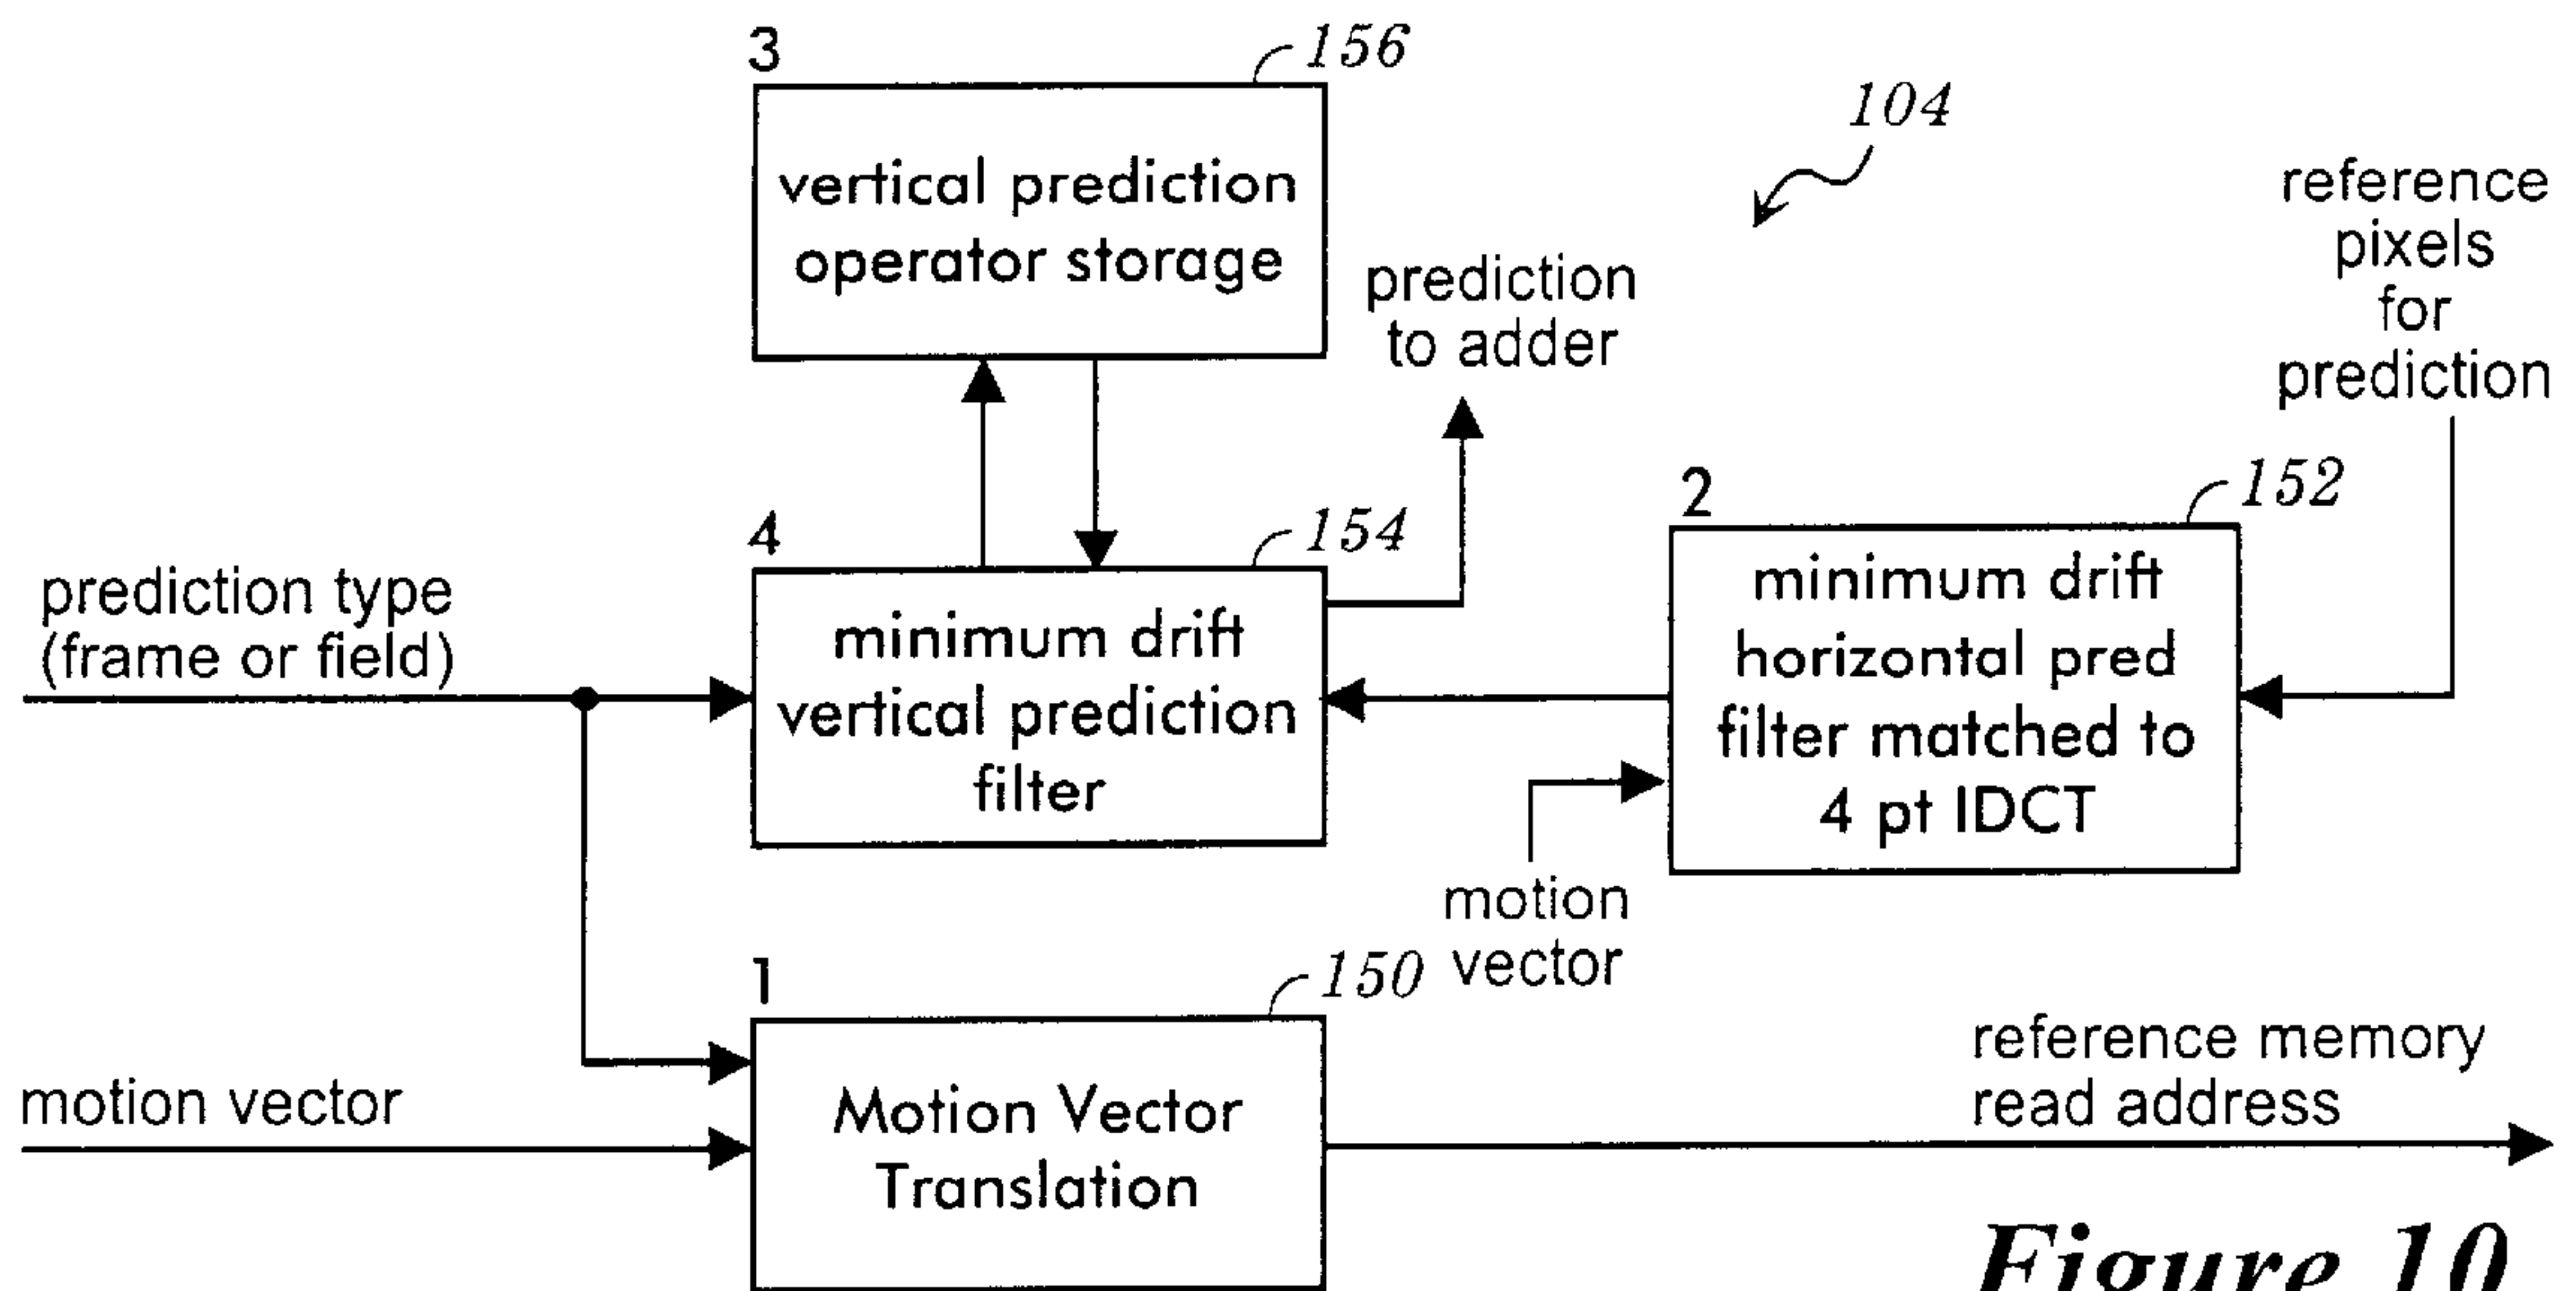 3
156
vertical prediction
operator storage
104
reference
pixels
for
prediction
prediction
to adder
4
154
minimum drift
vertical prediction
filter
2
152
minimum drift
horizontal pred
filter matched to
4 pt IDCT
prediction type
(frame or field)
motion
vector
1
150
Motion Vector
Translation
motion vector
reference memory
read address
Figure 10